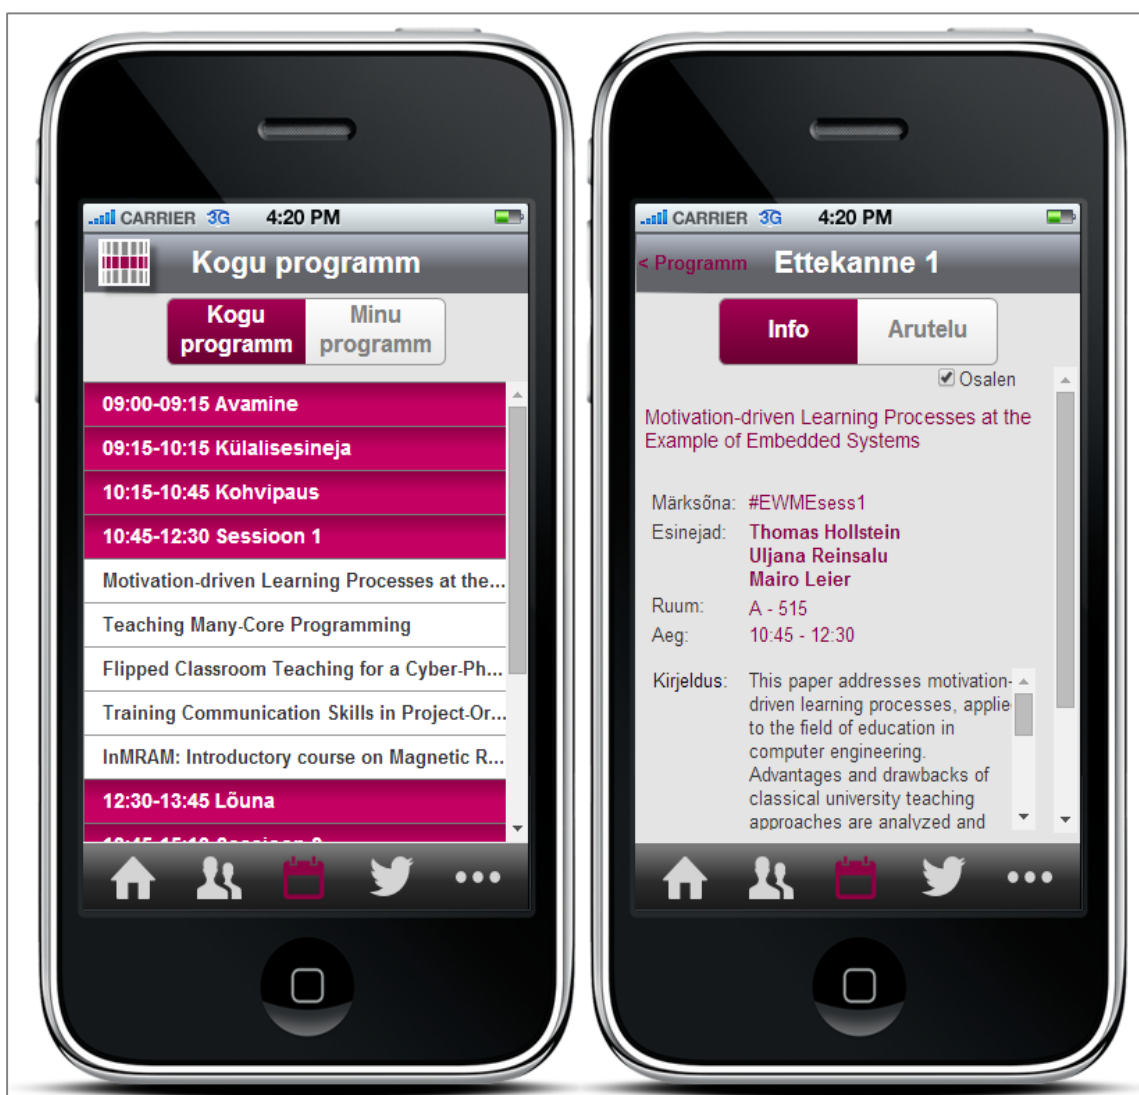 CARRIER 3G 4:20 PM
Kogu programm
Kogu programm
Minu programm
09:00-09:15 Avamine
09:15-10:15 Külalisesineja
10:15-10:45 Kohvipaus
10:45-12:30 Sessioon 1
Motivation-driven Learning Processes at the...
Teaching Many-Core Programming
Flipped Classroom Teaching for a Cyber-Ph...
Training Communication Skills in Project-Or...
InMRAM: Introductory course on Magnetic R...
12:30-13:45 Lõuna
CARRIER 3G 4:20 PM
< Programm Ettekanne 1
Info Arutelu
Osalen
Motivation-driven Learning Processes at the
Example of Embedded Systems
Märksõna: #EWMEsess1
Esinejad: Thomas Hollstein
Uljana Reinsalu
Mairo Leier
Ruum: A - 515
Aeg: 10:45 - 12:30
Kirjeldus: This paper addresses motivation-
driven learning processes, applie
to the field of education in
computer engineering.
Advantages and drawbacks of
classical university teaching
approaches are analyzed and